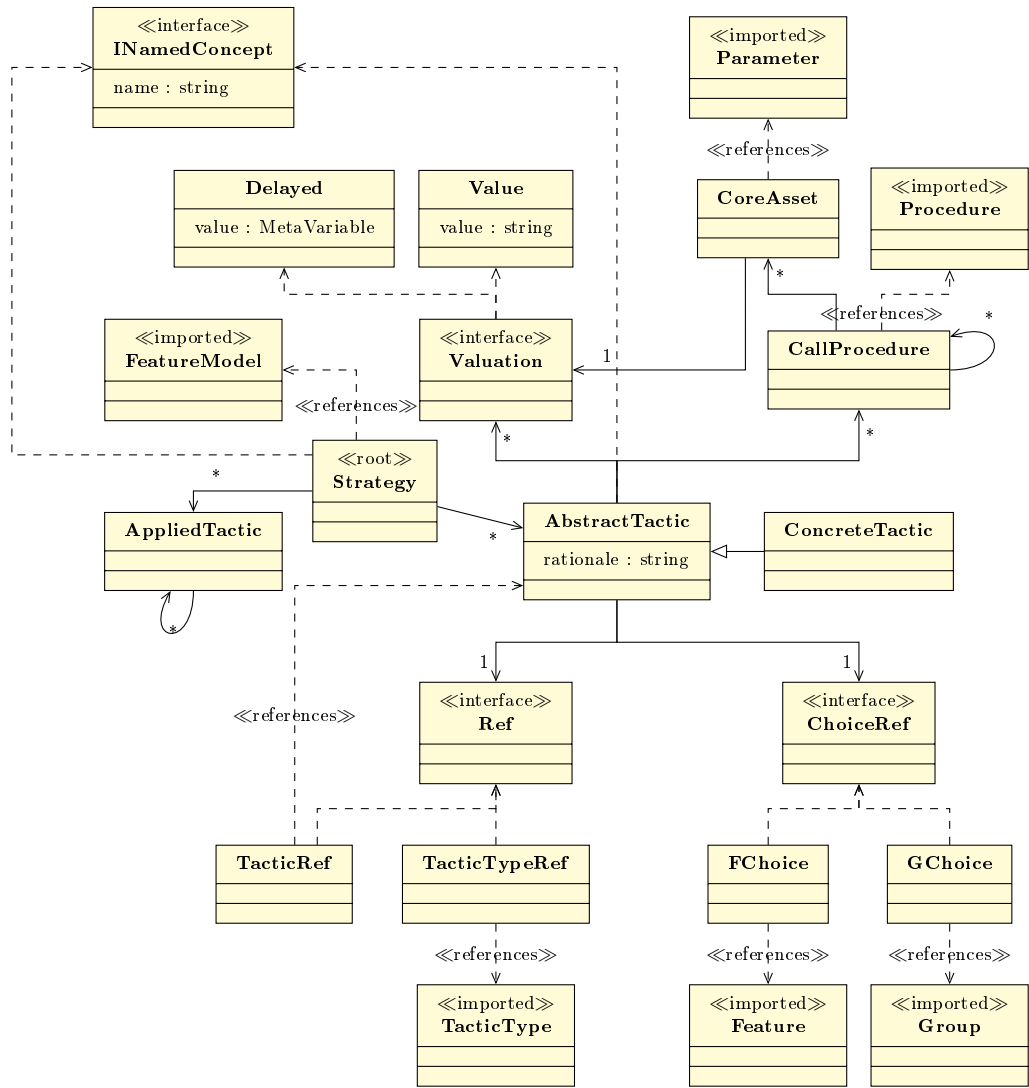 ≪interface≫
INamedConcept
name : string
≪imported≫
Parameter
≪references≫
Delayed
value : MetaVariable
Value
value : string
CoreAsset
≪imported≫
Procedure
*
≪references≫
*
≪imported≫
FeatureModel
≪interface≫
Valuation
1
CallProcedure
≪references≫
*
*
≪root≫
Strategy
*
AppliedTactic
*
*
AbstractTactic
rationale : string
ConcreteTactic
1
1
≪references≫
≪interface≫
Ref
≪interface≫
ChoiceRef
TacticRef
TacticTypeRef
FChoice
GChoice
≪references≫
≪references≫
≪references≫
≪imported≫
TacticType
≪imported≫
Feature
≪imported≫
Group